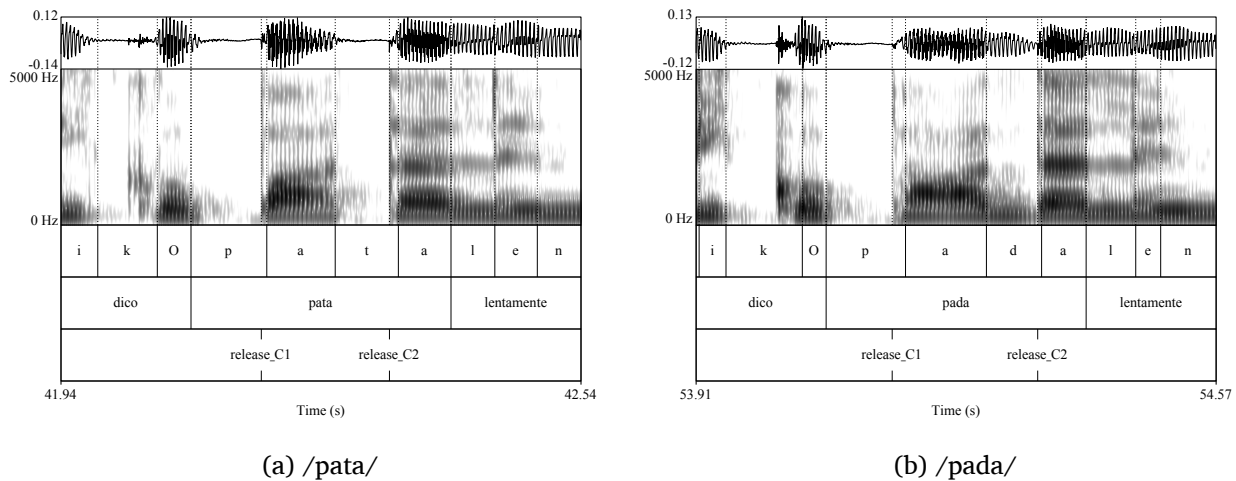 0.12
-0.14
5000 Hz
0 Hz
i k O p a t a l e n
dico pata lentamente
release_C1 release_C2
41.94 42.54
Time (s)
(a) /pata/
0.13
-0.12
5000 Hz
0 Hz
i k O p a d a l e n
dico pada lentamente
release_C1 release_C2
53.91 54.57
Time (s)
(b) /pada/